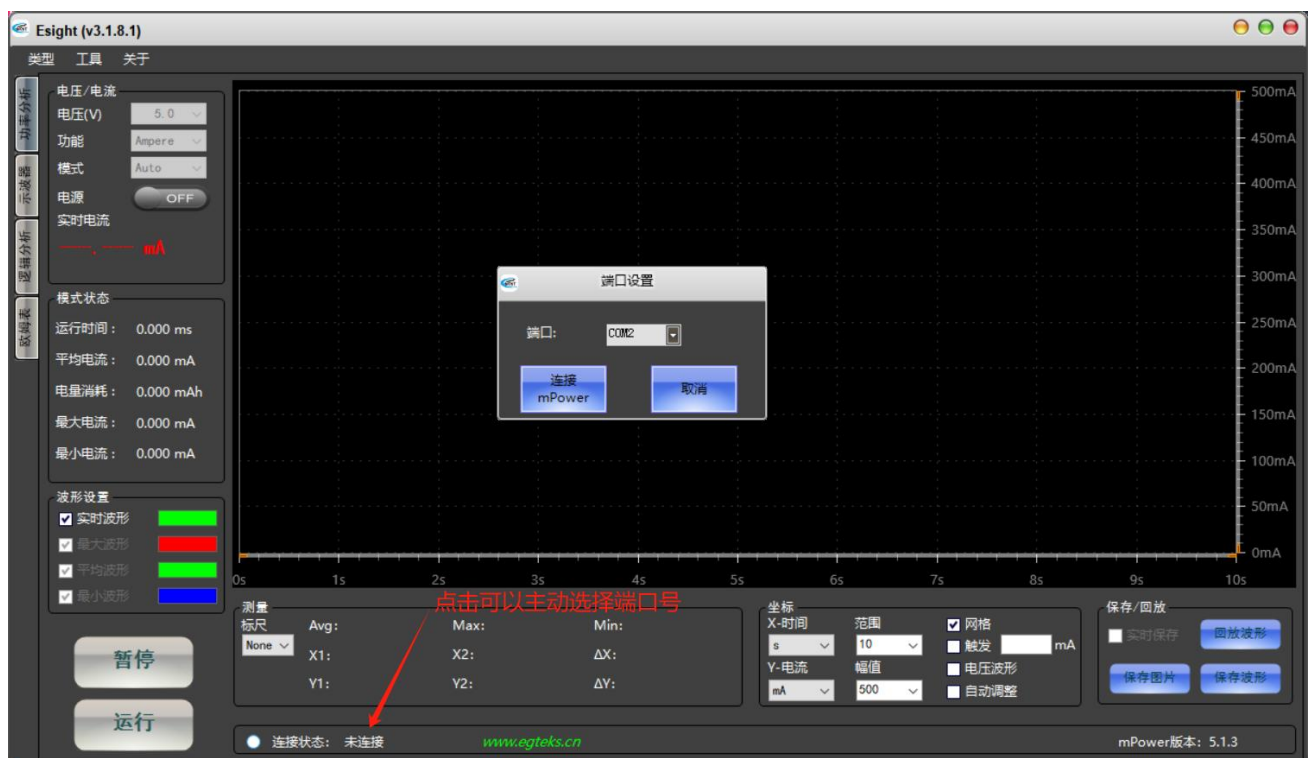 Esight (v3.1.8.1)
类型 工具 关于
功率分析
示波器
逻辑分析
欧姆表
电压/电流
电压(V) 5.0
功能 Ampere
模式 Auto
电源 OFF
实时电流
mA
模式状态
运行时间: 0.000 ms
平均电流: 0.000 mA
电量消耗: 0.000 mAh
最大电流: 0.000 mA
最小电流: 0.000 mA
波形设置
实时波形
最大波形
平均波形
最小波形
暂停
运行
500mA
450mA
400mA
350mA
300mA
250mA
200mA
150mA
100mA
50mA
0mA
0s 1s 2s 3s 4s 5s 6s 7s 8s 9s 10s
端口设置
端口: COM2
连接
mPower
取消
点击可以主动选择端口号
测量
标尺 Avg: Max: Min:
None X1: X2: ΔX:
Y1: Y2: ΔY:
坐标
X-时间 范围 网格
s 10 触发 mA
Y-电流 幅值 电压波形
mA 500 自动调整
保存/回放
实时保存 回放波形
保存图片 保存波形
连接状态: 未连接 www.egteks.cn mPower版本: 5.1.3